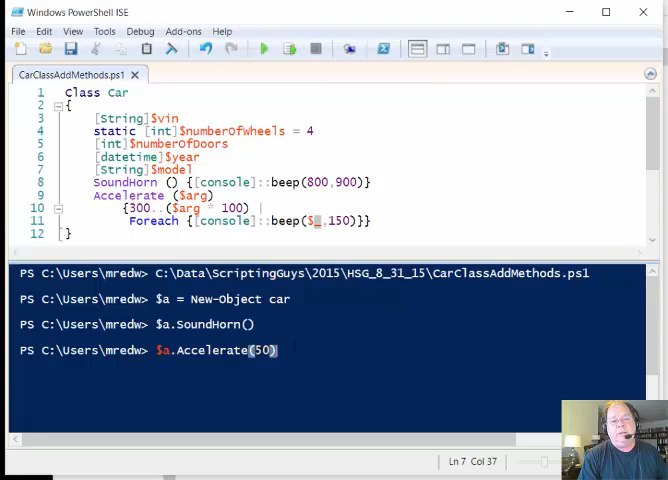 Windows PowerShell ISE
File Edit View Tools Debug Add-ons Help
CarClassAddMethods.ps1
1 Class Car
2 {
3 [String]$vin
4 static [int]$numberOfWheels = 4
5 [int]$numberOfDoors
6 [datetime]$year
7 [String]$model
8 SoundHorn () {[console]::beep(800,900)}
9 Accelerate ($arg)
10 {300..($arg * 100) |
11 Foreach {[console]::beep($_,150)}}
12 }
PS C:\Users\mredw> C:\Data\ScriptingGuys\2015\HSG_8_31_15\CarClassAddMethods.ps1
PS C:\Users\mredw> $a = New-Object car
PS C:\Users\mredw> $a.SoundHorn()
PS C:\Users\mredw> $a.Accelerate(50)
Ln 7 Col 37